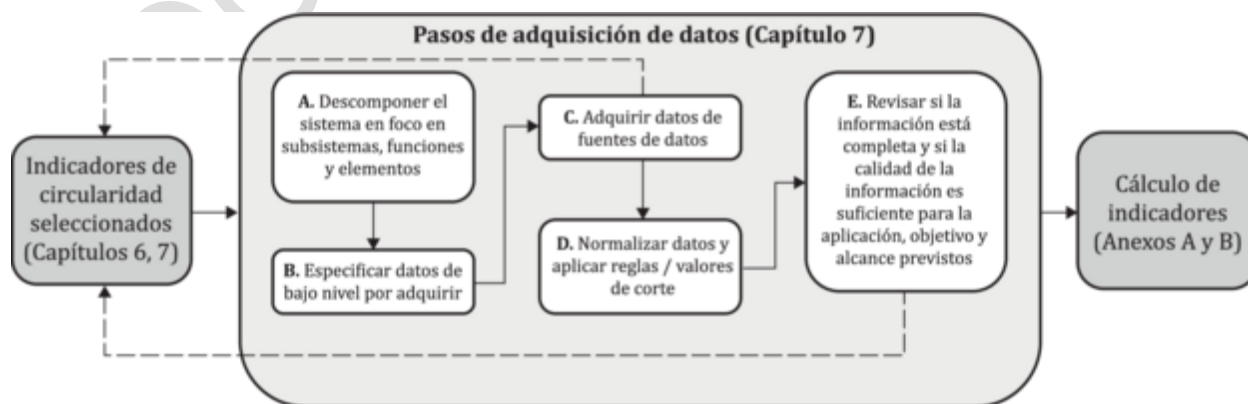 Pasos de adquisición de datos (Capítulo 7)
Indicadores de
circularidad
seleccionados
(Capítulos 6, 7)
A. Descomponer el
sistema en foco en
subsistemas, funciones
y elementos
B. Especificar datos de
bajo nivel por adquirir
C. Adquirir datos de
fuentes de datos
D. Normalizar datos y
aplicar reglas / valores
de corte
E. Revisar si la
información está
completa y si la
calidad de la
información es
suficiente para la
aplicación, objetivo y
alcance previstos
Cálculo de
indicadores
(Anexos A y B)